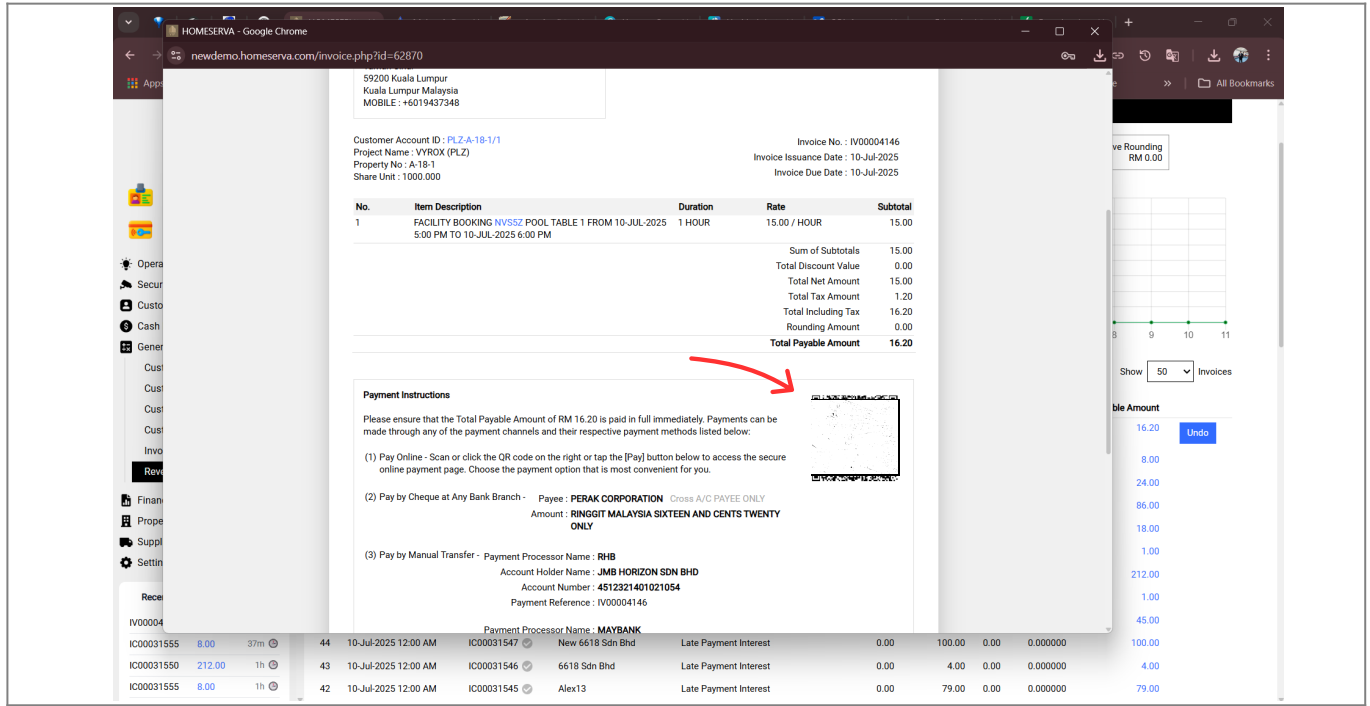 HOMESERVA - Google Chrome
newdemo.homeserva.com/invoice.php?id=62870
Apps
All Bookmarks
59200 Kuala Lumpur
Kuala Lumpur Malaysia
MOBILE : +6019437348
Customer Account ID : PLZ-A-18-1/1
Project Name : VYROX (PLZ)
Property No : A-18-1
Share Unit : 1000.000
Invoice No. : IV00004146
Invoice Issuance Date : 10-Jul-2025
Invoice Due Date : 10-Jul-2025
ve Rounding
RM 0.00
No. Item Description Duration Rate Subtotal
1 FACILITY BOOKING NVS5Z POOL TABLE 1 FROM 10-JUL-2025 1 HOUR 15.00 / HOUR 15.00
5:00 PM TO 10-JUL-2025 6:00 PM
Sum of Subtotals 15.00
Total Discount Value 0.00
Total Net Amount 15.00
Total Tax Amount 1.20
Total Including Tax 16.20
Rounding Amount 0.00
Total Payable Amount 16.20
Opera
Secur
Custo
Cash
Gener
Cust
Cust
Cust
Cust
Invo
Reve
Finan
Prope
Suppl
Settin
8 9 10 11
Show 50 Invoices
Payment Instructions
Please ensure that the Total Payable Amount of RM 16.20 is paid in full immediately. Payments can be
made through any of the payment channels and their respective payment methods listed below:
(1) Pay Online - Scan or click the QR code on the right or tap the [Pay] button below to access the secure
online payment page. Choose the payment option that is most convenient for you.
(2) Pay by Cheque at Any Bank Branch - Payee : PERAK CORPORATION Cross A/C PAYEE ONLY
Amount : RINGGIT MALAYSIA SIXTEEN AND CENTS TWENTY
ONLY
(3) Pay by Manual Transfer - Payment Processor Name : RHB
Account Holder Name : JMB HORIZON SDN BHD
Account Number : 4512321401021054
Payment Reference : IV00004146
Payment Processor Name : MAYBANK
ble Amount
16.20 Undo
8.00
24.00
86.00
18.00
1.00
212.00
1.00
45.00
Rece
IV00004
IC00031555 8.00 37m
IC00031550 212.00 1h
IC00031555 8.00 1h
44 10-Jul-2025 12:00 AM IC00031547 New 6618 Sdn Bhd Late Payment Interest 0.00 100.00 0.00 0.000000 100.00
43 10-Jul-2025 12:00 AM IC00031546 6618 Sdn Bhd Late Payment Interest 0.00 4.00 0.00 0.000000 4.00
42 10-Jul-2025 12:00 AM IC00031545 Alex13 Late Payment Interest 0.00 79.00 0.00 0.000000 79.00